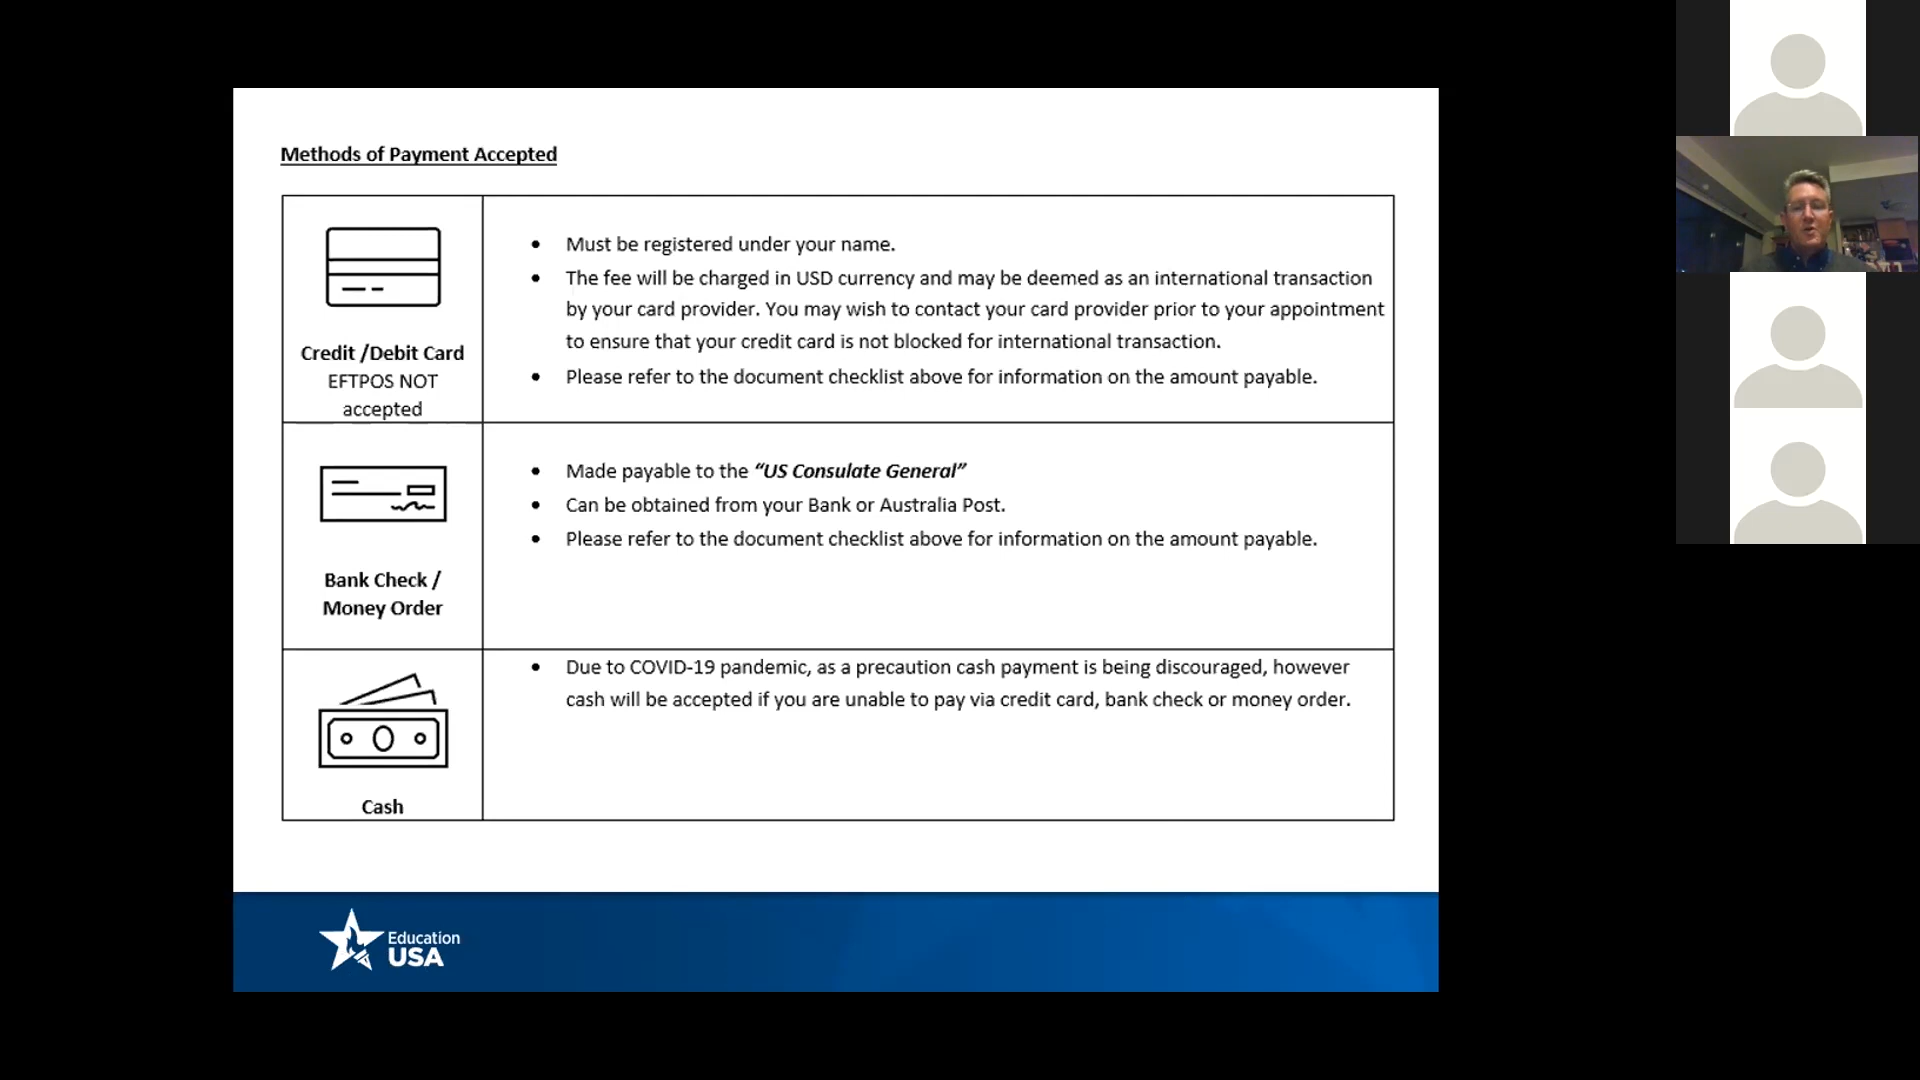 Methods of Payment Accepted
Credit /Debit Card
EFTPOS NOT
accepted
• Must be registered under your name.
• The fee will be charged in USD currency and may be deemed as an international transaction
by your card provider. You may wish to contact your card provider prior to your appointment
to ensure that your credit card is not blocked for international transaction.
• Please refer to the document checklist above for information on the amount payable.
Bank Check /
Money Order
• Made payable to the “US Consulate General”
• Can be obtained from your Bank or Australia Post.
• Please refer to the document checklist above for information on the amount payable.
Cash
• Due to COVID-19 pandemic, as a precaution cash payment is being discouraged, however
cash will be accepted if you are unable to pay via credit card, bank check or money order.
Education
USA